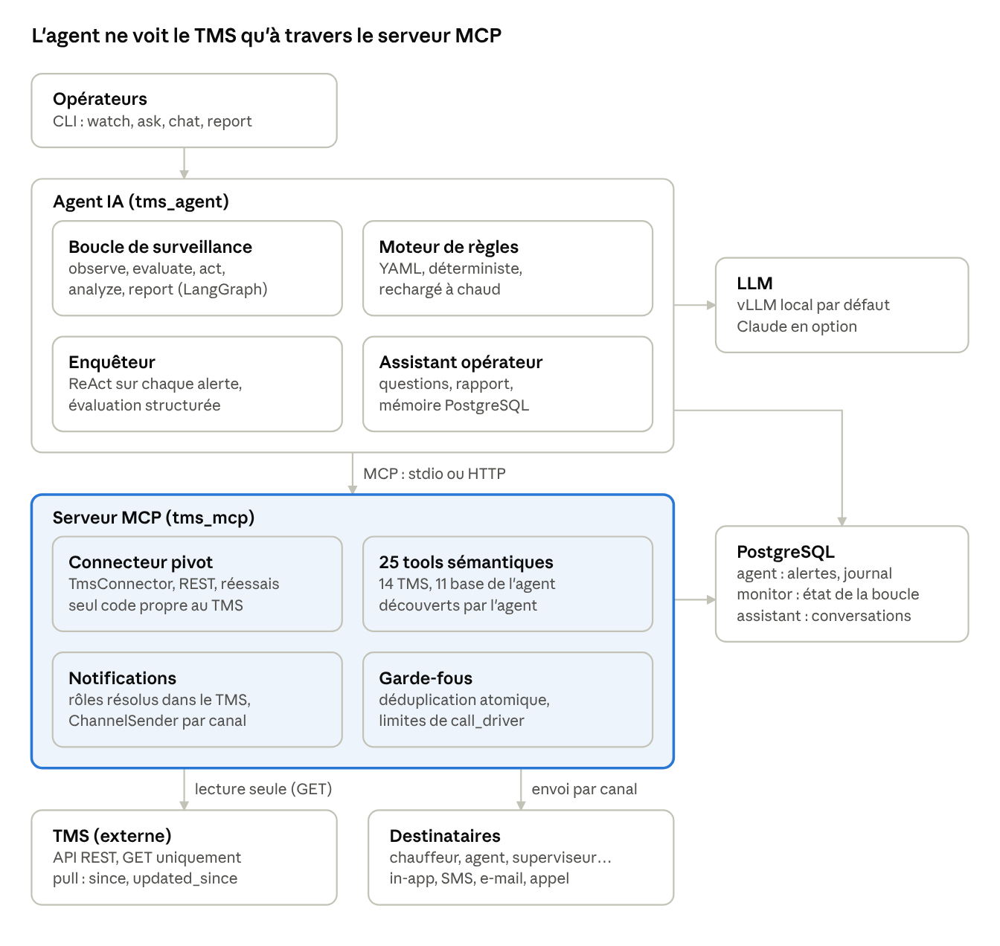 L'agent ne voit le TMS qu'à travers le serveur MCP
Opérateurs
CLI : watch, ask, chat, report
Agent IA (tms_agent)
Boucle de surveillance
observe, evaluate, act,
analyze, report (LangGraph)
Moteur de règles
YAML, déterministe,
rechargé à chaud
LLM
vLLM local par défaut
Claude en option
Enquêteur
ReAct sur chaque alerte,
évaluation structurée
Assistant opérateur
questions, rapport,
mémoire PostgreSQL
MCP : stdio ou HTTP
Serveur MCP (tms_mcp)
Connecteur pivot
TmsConnector, REST, réessais
seul code propre au TMS
25 tools sémantiques
14 TMS, 11 base de l'agent
découverts par l'agent
PostgreSQL
agent : alertes, journal
monitor : état de la boucle
assistant : conversations
Notifications
rôles résolus dans le TMS,
ChannelSender par canal
Garde-fous
déduplication atomique,
limites de call_driver
lecture seule (GET)
envoi par canal
TMS (externe)
API REST, GET uniquement
pull : since, updated_since
Destinataires
chauffeur, agent, superviseur…
in-app, SMS, e-mail, appel